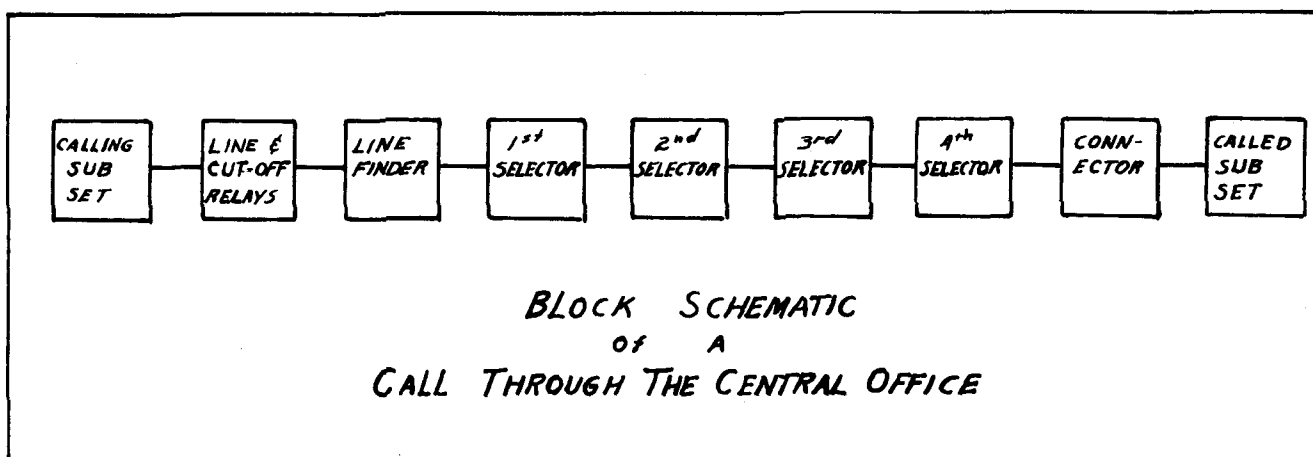 CALLING
SUB
SET
LINE &
CUT-OFF
RELAYS
LINE
FINDER
1st
SELECTOR
2nd
SELECTOR
3rd
SELECTOR
4th
SELECTOR
CONN-
ECTOR
CALLED
SUB
SET
BLOCK SCHEMATIC
Of A
CALL THROUGH THE CENTRAL OFFICE